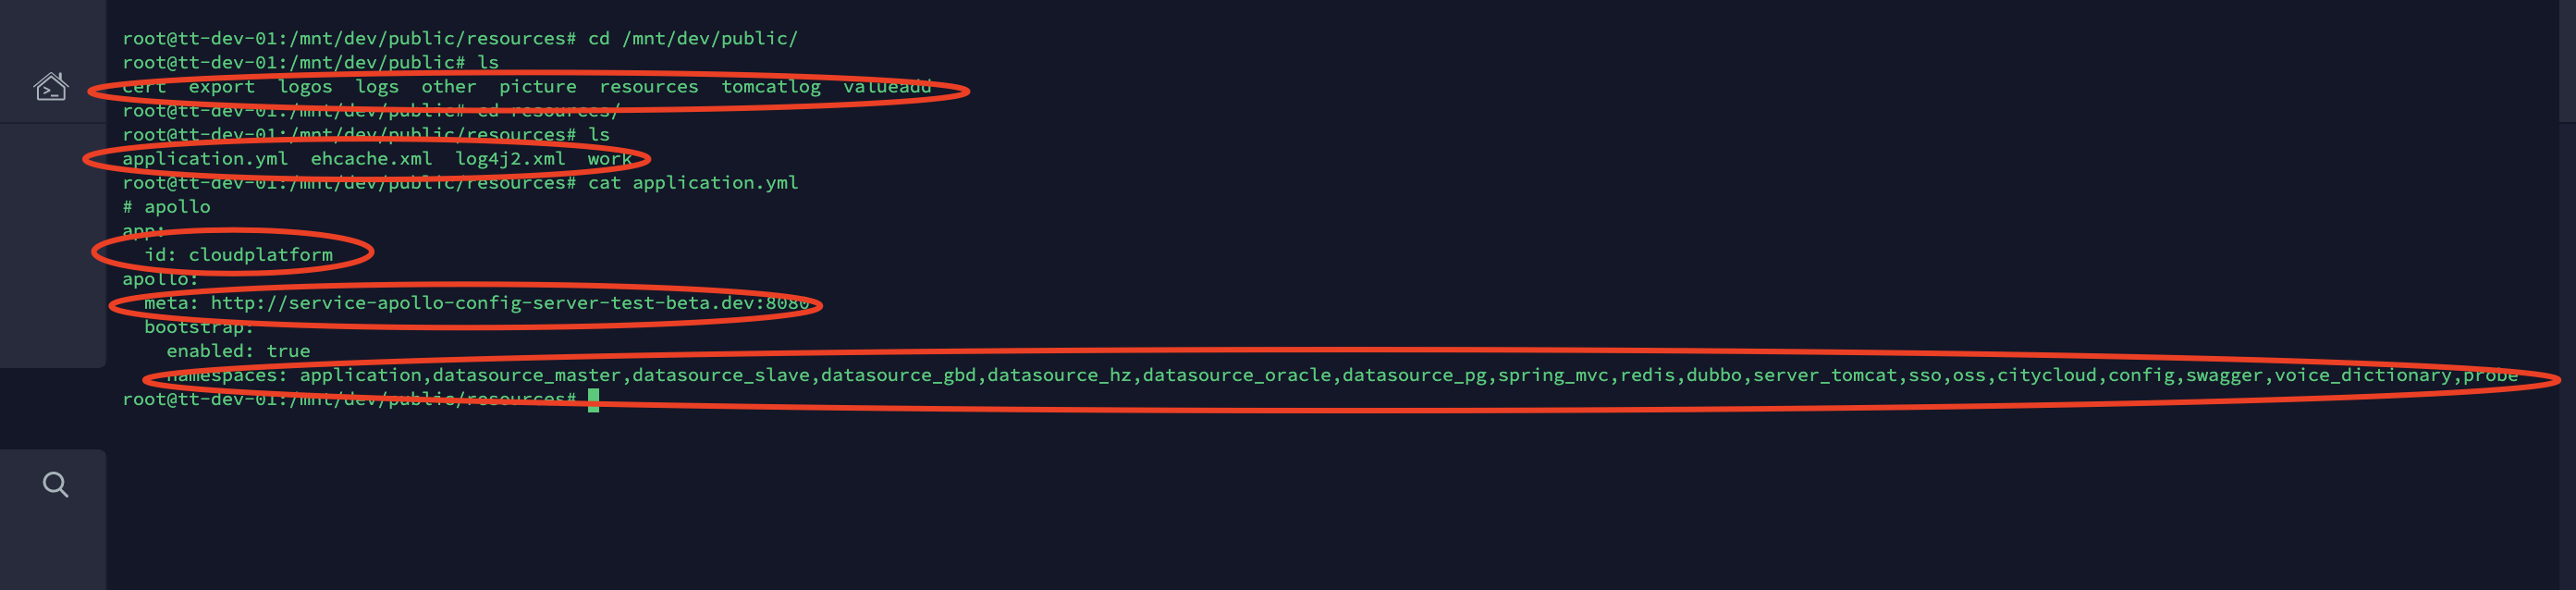 root@tt-dev-01:/mnt/dev/public/resources# cd /mnt/dev/public/
root@tt-dev-01:/mnt/dev/public# ls
cert  export  logos  logs  other  picture  resources  tomcatlog  valueadd
root@tt-dev-01:/mnt/dev/public# cd resources/
root@tt-dev-01:/mnt/dev/public/resources# ls
application.yml  ehcache.xml  log4j2.xml  work
root@tt-dev-01:/mnt/dev/public/resources# cat application.yml
# apollo
app:
  id: cloudplatform
apollo:
  meta: http://service-apollo-config-server-test-beta.dev:8080
  bootstrap:
    enabled: true
    namespaces: application,datasource_master,datasource_slave,datasource_gbd,datasource_hz,datasource_oracle,datasource_pg,spring_mvc,redis,dubbo,server_tomcat,sso,oss,citycloud,config,swagger,voice_dictionary,probe
root@tt-dev-01:/mnt/dev/public/resources#